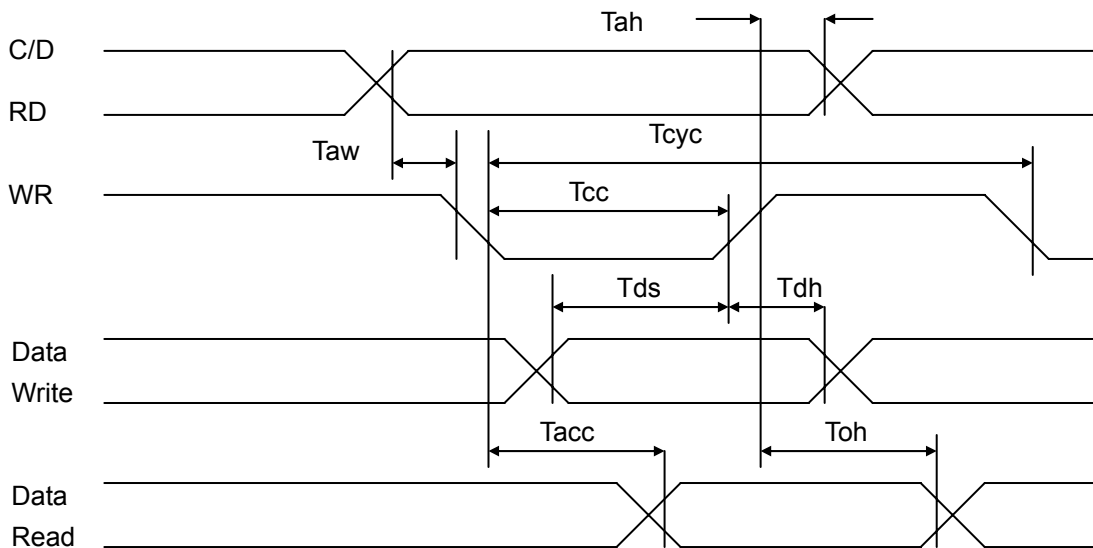 Tah
C/D
RD
Tcyc
Taw
WR
Tcc
Tds
Tdh
Data
Write
Tacc
Toh
Data
Read